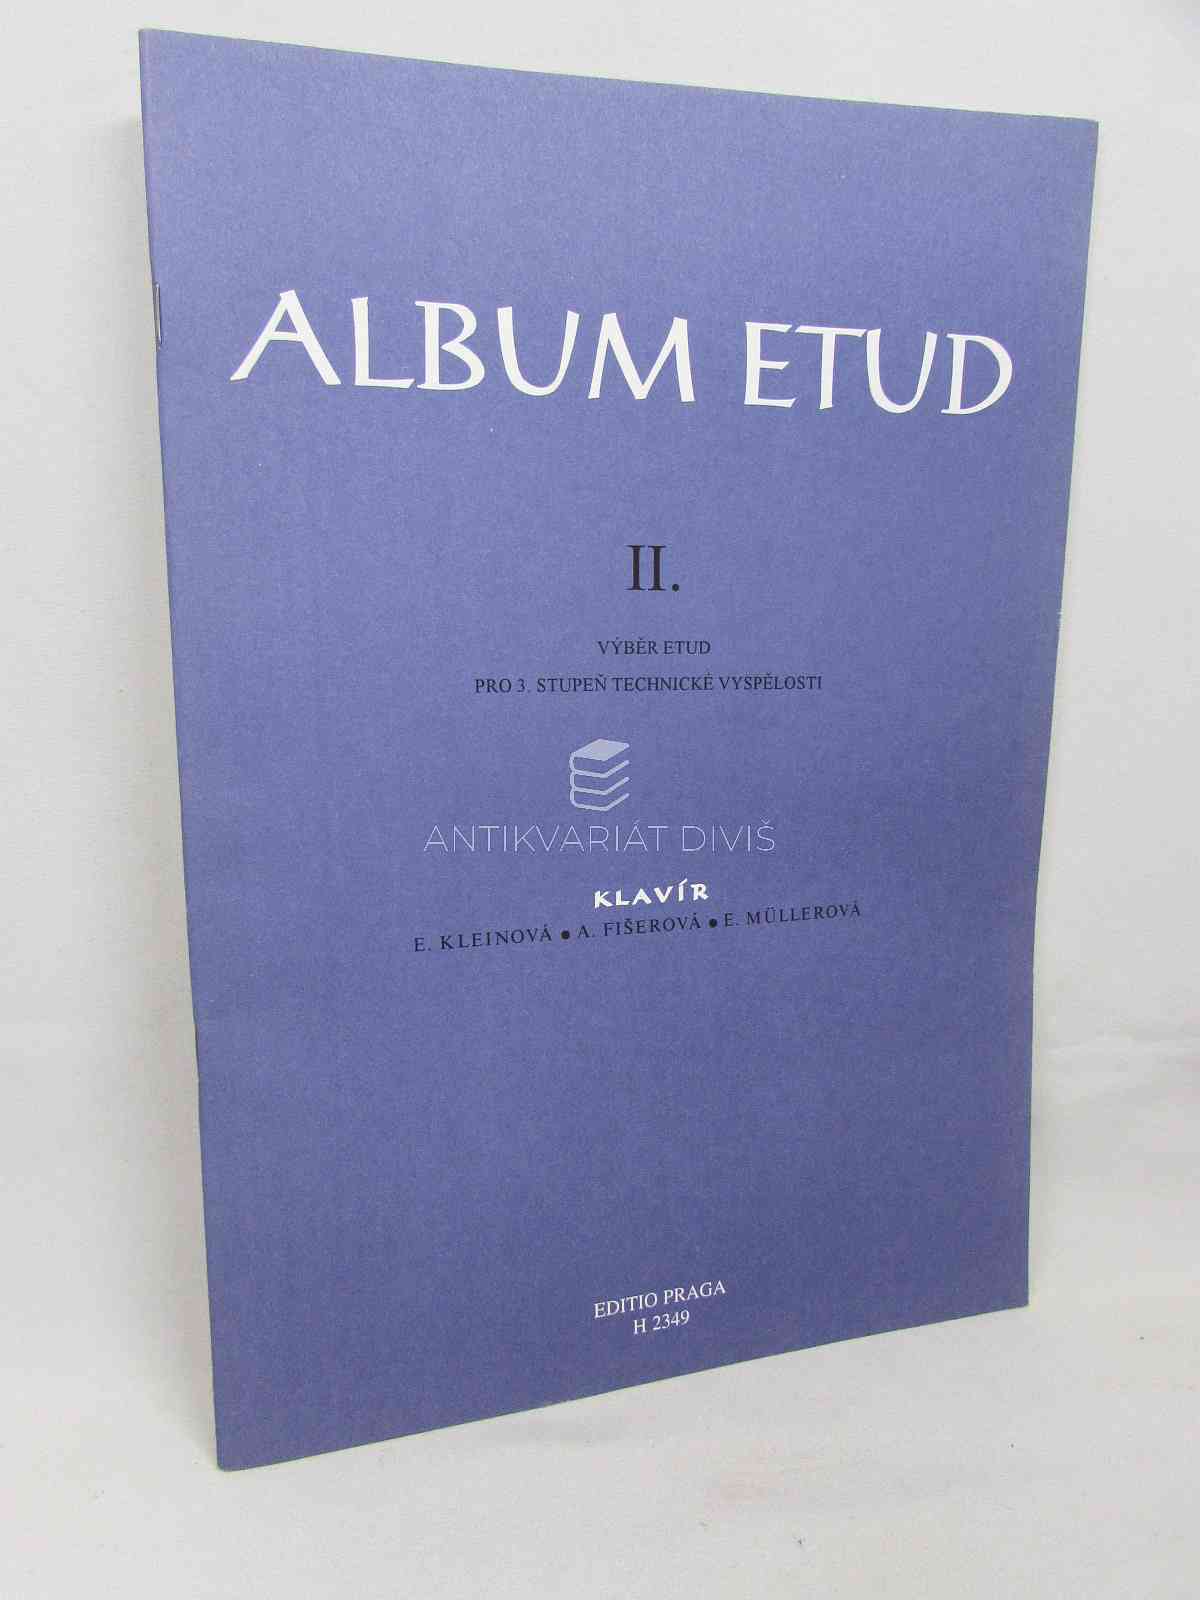 ALBUM ETUD
II.
VÝBĚR ETUD
PRO 3. STUPEŇ TECHNICKÉ VYSPĚLOSTI
ANTIKVARIÁT DIVIŠ
KLAVÍR
E. KLEINOVÁ ● A. FIŠEROVÁ ● E. MÜLLEROVÁ
EDITIO PRAGA
H 2349